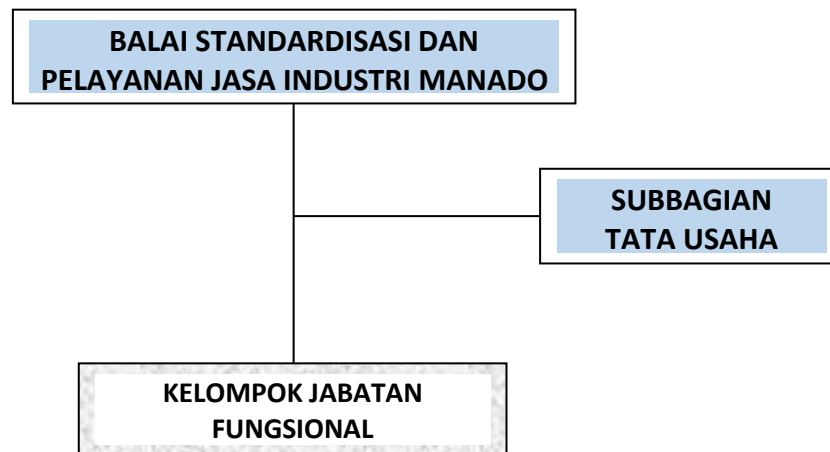 BALAI STANDARDISASI DAN
PELAYANAN JASA INDUSTRI MANADO
SUBBAGIAN
TATA USAHA
KELOMPOK JABATAN
FUNGSIONAL